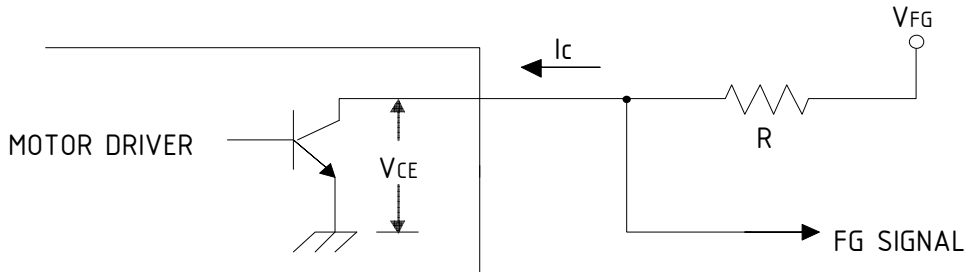 VFG
Ic
R
MOTOR DRIVER
VCE
FG SIGNAL